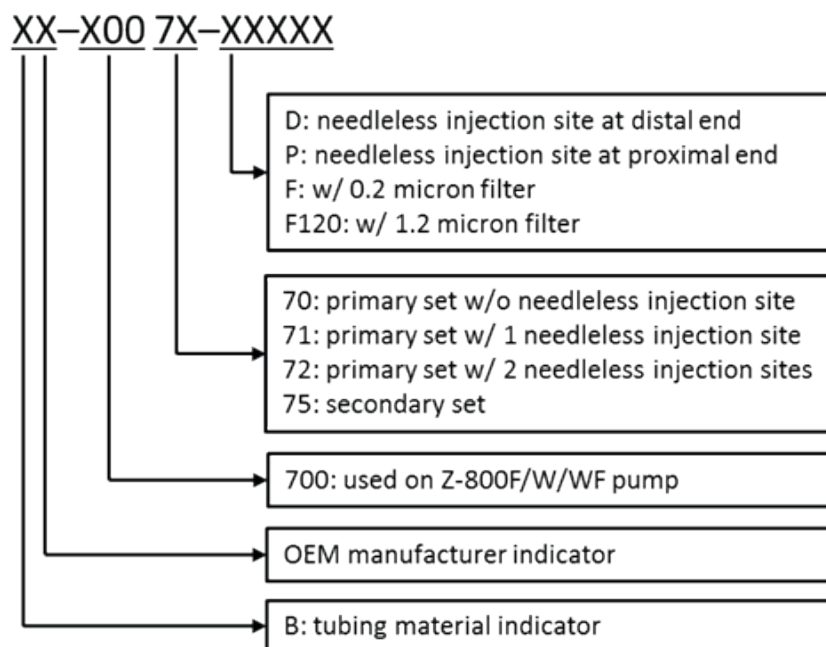 XX–X00 7X–XXXXX
D: needleless injection site at distal end
P: needleless injection site at proximal end
F: w/ 0.2 micron filter
F120: w/ 1.2 micron filter
70: primary set w/o needleless injection site
71: primary set w/ 1 needleless injection site
72: primary set w/ 2 needleless injection sites
75: secondary set
700: used on Z-800F/W/WF pump
OEM manufacturer indicator
B: tubing material indicator